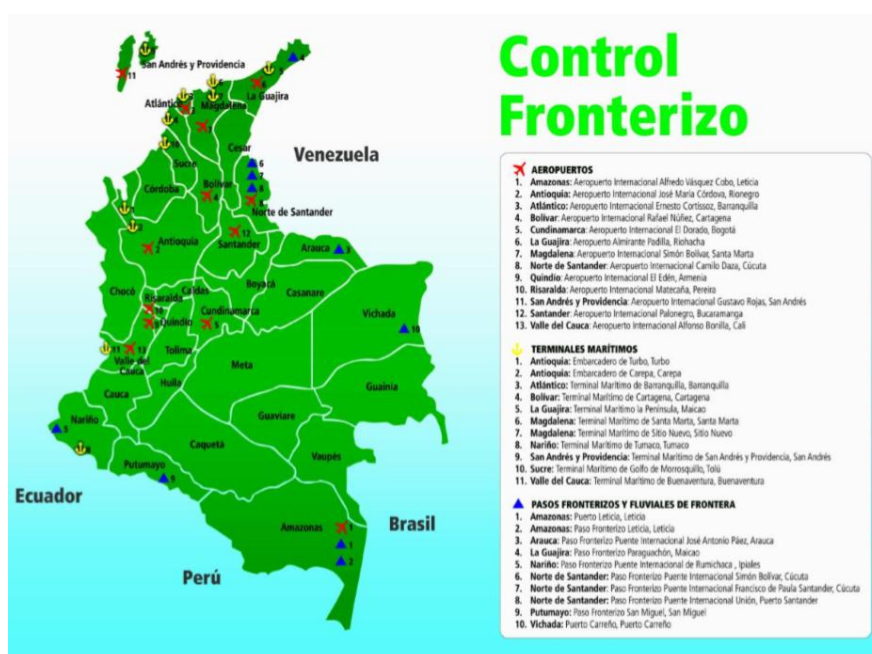 Control
Fronterizo
San Andrés y Providencia
Atlántico
Magdalena
La Guajira
Cesar
Sucre
Bolívar
Córdoba
Venezuela
Norte de Santander
Antioquia
Santander
Arauca
Boyacá
Casanare
Chocó
Risaralda
Caldas
Cundinamarca
Quindio
Vichada
Tolima
Valle del
Cauca
Meta
Huila
Guainía
Cauca
Guaviare
Nariño
Caquetá
Vaupés
Putumayo
Ecuador
Amazonas
Brasil
Perú
AEROPUERTOS
1. Amazonas: Aeropuerto Internacional Alfredo Vásquez Cobo, Leticia
2. Antioquia: Aeropuerto Internacional José María Córdova, Rionegro
3. Atlántico: Aeropuerto Internacional Ernesto Cortissoz, Barranquilla
4. Bolívar: Aeropuerto Internacional Rafael Núñez, Cartagena
5. Cundinamarca: Aeropuerto Internacional El Dorado, Bogotá
6. La Guajira: Aeropuerto Almirante Padilla, Riohacha
7. Magdalena: Aeropuerto Internacional Simón Bolívar, Santa Marta
8. Norte de Santander: Aeropuerto Internacional Camilo Daza, Cúcuta
9. Quindio: Aeropuerto Internacional El Edén, Armenia
10. Risaralda: Aeropuerto Internacional Matecaña, Pereira
11. San Andrés y Providencia: Aeropuerto Internacional Gustavo Rojas, San Andrés
12. Santander: Aeropuerto Internacional Palonegro, Bucaramanga
13. Valle del Cauca: Aeropuerto Internacional Alfonso Bonilla, Cali
TERMINALES MARÍTIMOS
1. Antioquia: Embarcadero de Turbo, Turbo
2. Antioquia: Embarcadero de Carepa, Carepa
3. Atlántico: Terminal Marítimo de Barranquilla, Barranquilla
4. Bolívar: Terminal Marítimo de Cartagena, Cartagena
5. La Guajira: Terminal Marítimo la Península, Maicao
6. Magdalena: Terminal Marítimo de Santa Marta, Santa Marta
7. Magdalena: Terminal Marítimo de Sitio Nuevo, Sitio Nuevo
8. Nariño: Terminal Marítimo de Tumaco, Tumaco
9. San Andrés y Providencia: Terminal Marítimo de San Andrés y Providencia, San Andrés
10. Sucre: Terminal Marítimo de Golfo de Morrosquillo, Tolú
11. Valle del Cauca: Terminal Marítimo de Buenaventura, Buenaventura
PASOS FRONTERIZOS Y FLUVIALES DE FRONTERA
1. Amazonas: Puerto Leticia, Leticia
2. Amazonas: Paso Fronterizo Leticia, Leticia
3. Arauca: Paso Fronterizo Puente Internacional José Antonio Páez, Arauca
4. La Guajira: Paso Fronterizo Paraguachón, Maicao
5. Nariño: Paso Fronterizo Puente Internacional de Rumichaca , Ipiales
6. Norte de Santander: Paso Fronterizo Puente Internacional Simón Bolívar, Cúcuta
7. Norte de Santander: Paso Fronterizo Puente Internacional Francisco de Paula Santander, Cúcuta
8. Norte de Santander: Paso Fronterizo Puente Internacional Unión, Puerto Santander
9. Putumayo: Paso Fronterizo San Miguel, San Miguel
10. Vichada: Puerto Carreño, Puerto Carreño